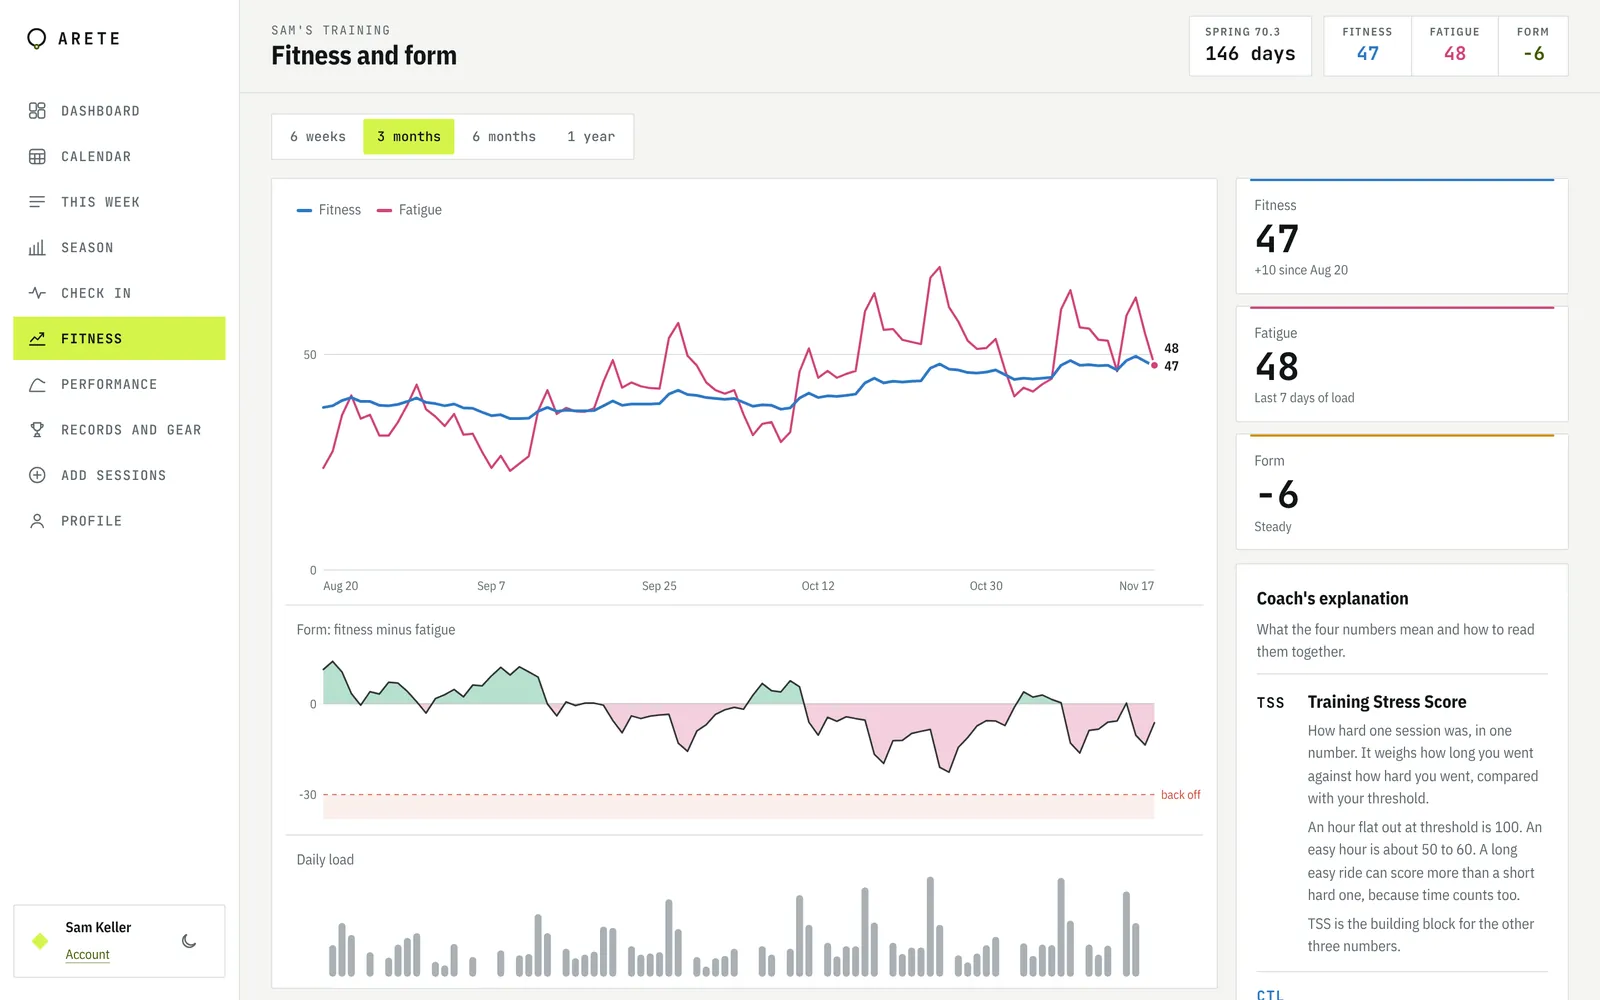 ARETE
DASHBOARD
CALENDAR
THIS WEEK
SEASON
CHECK IN
FITNESS
PERFORMANCE
RECORDS AND GEAR
ADD SESSIONS
PROFILE
Sam Keller
Account
SAM'S TRAINING
Fitness and form
SPRING 70.3
146 days
FITNESS
47
FATIGUE
48
FORM
-6
6 weeks
3 months
6 months
1 year
Fitness
Fatigue
50
48
47
0
Aug 20
Sep 7
Sep 25
Oct 12
Oct 30
Nov 17
Form: fitness minus fatigue
0
-30
back off
Daily load
Fitness
47
+10 since Aug 20
Fatigue
48
Last 7 days of load
Form
-6
Steady
Coach's explanation
What the four numbers mean and how to read
them together.
TSS
Training Stress Score
How hard one session was, in one
number. It weighs how long you went
against how hard you went, compared
with your threshold.
An hour flat out at threshold is 100. An
easy hour is about 50 to 60. A long
easy ride can score more than a short
hard one, because time counts too.
TSS is the building block for the other
three numbers.
CTL